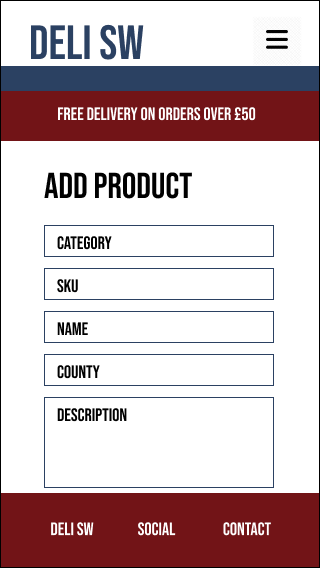 DELI SW
FREE DELIVERY ON ORDERS OVER £50
ADD PRODUCT
CATEGORY
SKU
NAME
COUNTY
DESCRIPTION
DELI SW SOCIAL CONTACT